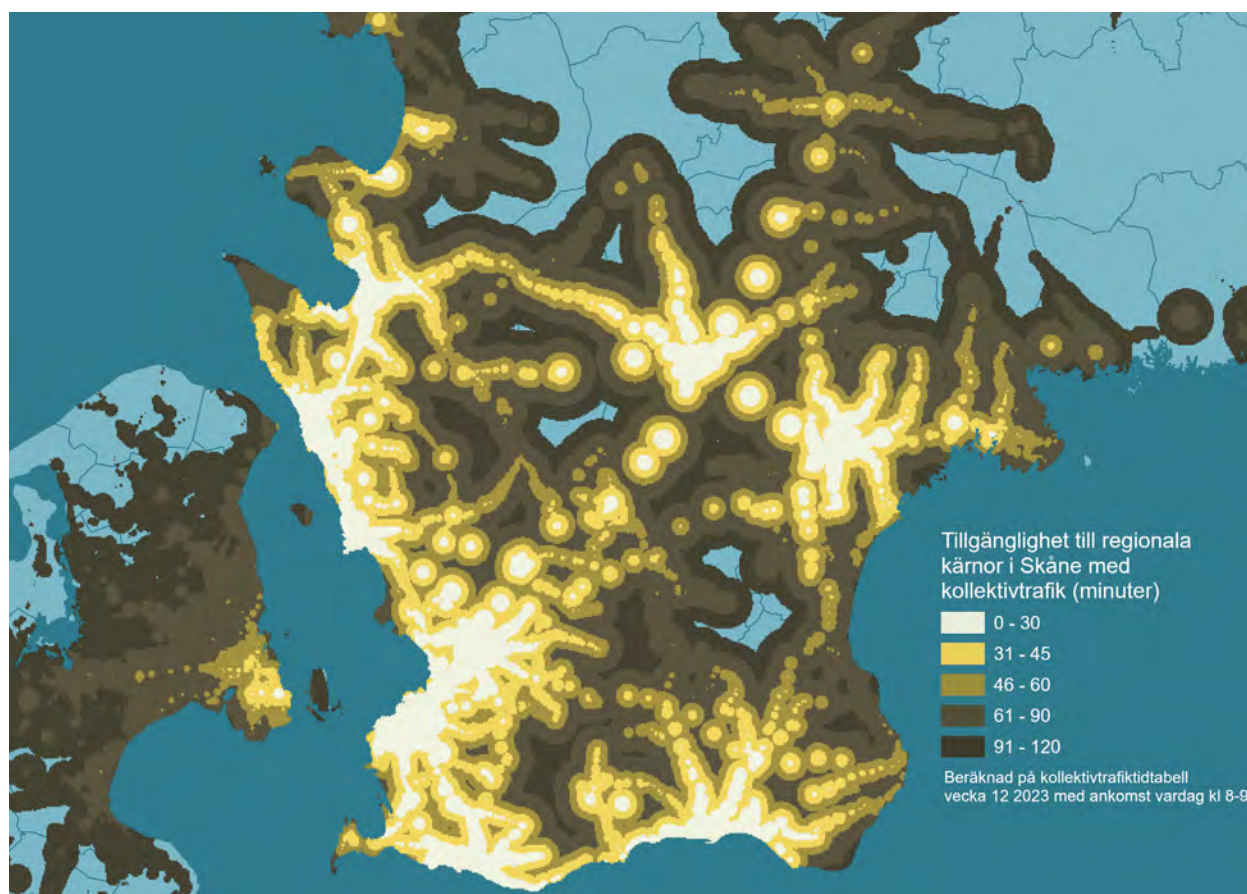 Tillgänglighet till regionala
kärnor i Skåne med
kollektivtrafik (minuter)
0 - 30
31 - 45
46 - 60
61 - 90
91 - 120
Beräknad på kollektivtrafiktidtabell
vecka 12 2023 med ankomst vardag kl 8-9